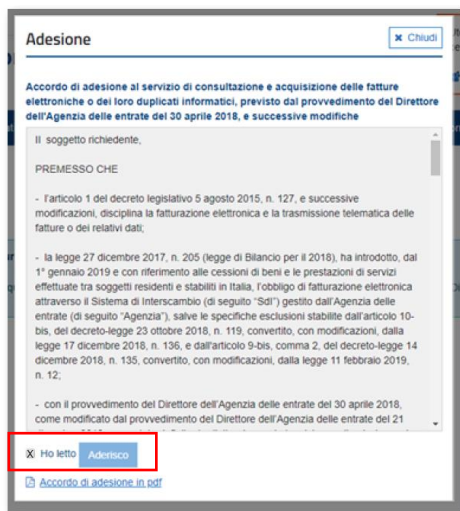 Adesione
✖ Chiudi
Accordo di adesione al servizio di consultazione e acquisizione delle fatture
elettroniche o dei loro duplicati informatici, previsto dal provvedimento del Direttore
dell'Agenzia delle entrate del 30 aprile 2018, e successive modifiche
Il soggetto richiedente,
PREMESSO CHE
- l'articolo 1 del decreto legislativo 5 agosto 2015, n. 127, e successive
modificazioni, disciplina la fatturazione elettronica e la trasmissione telematica delle
fatture o dei relativi dati;
- la legge 27 dicembre 2017, n. 205 (legge di Bilancio per il 2018), ha introdotto, dal
1° gennaio 2019 e con riferimento alle cessioni di beni e le prestazioni di servizi
effettuate tra soggetti residenti e stabiliti in Italia, l'obbligo di fatturazione elettronica
attraverso il Sistema di Interscambio (di seguito "SdI") gestito dall'Agenzia delle
entrate (di seguito "Agenzia"), salve le specifiche esclusioni stabilite dall'articolo 10-
bis, del decreto-legge 23 ottobre 2018, n. 119, convertito, con modificazioni, dalla
legge 17 dicembre 2018, n. 136, e dall'articolo 9-bis, comma 2, del decreto-legge 14
dicembre 2018, n. 135, convertito, con modificazioni, dalla legge 11 febbraio 2019,
n. 12;
- con il provvedimento del Direttore dell'Agenzia delle entrate del 30 aprile 2018,
come modificato dal provvedimento del Direttore dell'Agenzia delle entrate del 21
Ho letto Aderisco
Accordo di adesione in pdf